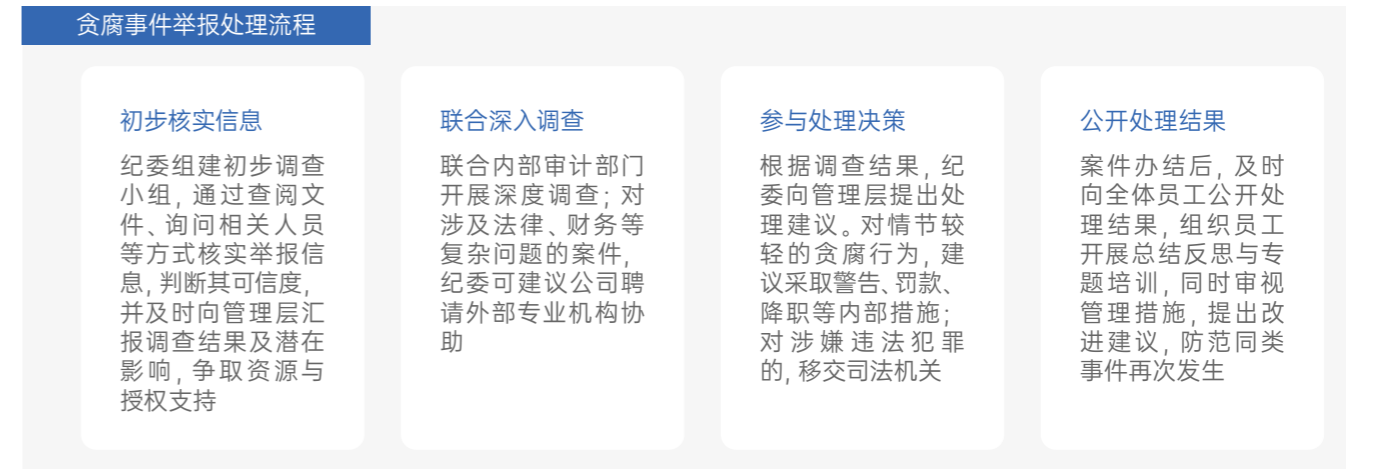 贪腐事件举报处理流程
初步核实信息
纪委组建初步调查
小组，通过查阅文
件、询问相关人员
等方式核实举报信
息，判断其可信度，
并及时向管理层汇
报调查结果及潜在
影响，争取资源与
授权支持
联合深入调查
联合内部审计部门
开展深度调查；对
涉及法律、财务等
复杂问题的案件，
纪委可建议公司聘
请外部专业机构协
助
参与处理决策
根据调查结果，纪
委向管理层提出处
理建议。对情节较
轻的贪腐行为，建
议采取警告、罚款、
降职等内部措施；
对涉嫌违法犯罪
的，移交司法机关
公开处理结果
案件办结后，及时
向全体员工公开处
理结果，组织员工
开展总结反思与专
题培训，同时审视
管理措施，提出改
进建议，防范同类
事件再次发生